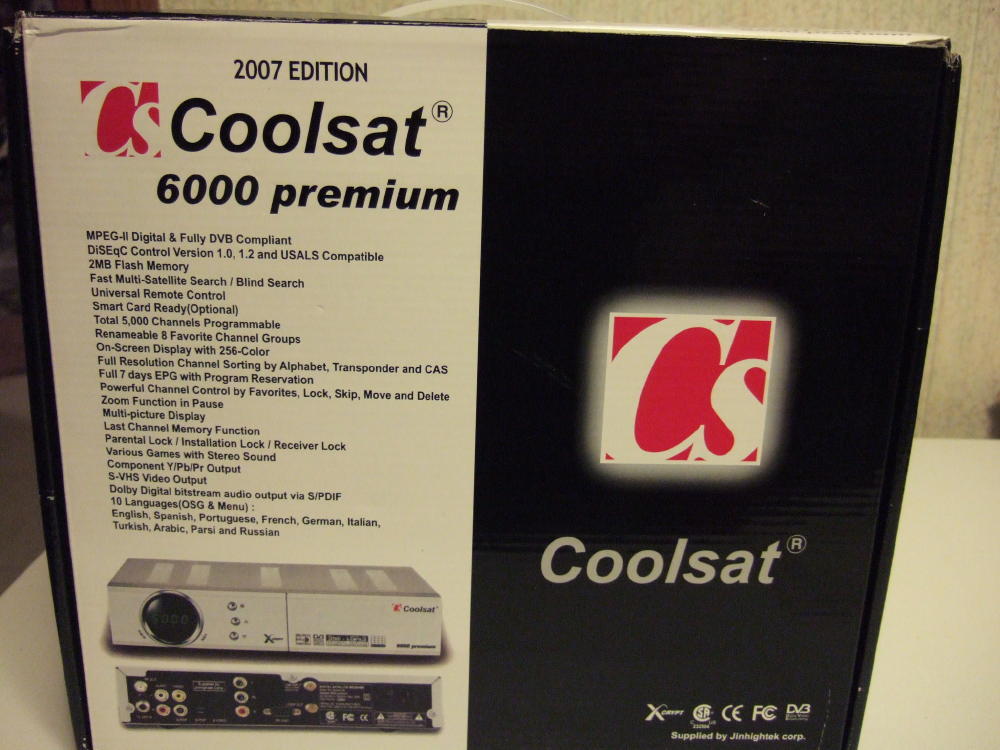 2007 EDITION
Cs Coolsat®
6000 premium
MPEG-II Digital & Fully DVB Compliant
DiSEqC Control Version 1.0, 1.2 and USALS Compatible
2MB Flash Memory
Fast Multi-Satellite Search / Blind Search
Universal Remote Control
Smart Card Ready(Optional)
Total 5,000 Channels Programmable
Renameable 8 Favorite Channel Groups
On-Screen Display with 256-Color
Full Resolution Channel Sorting by Alphabet, Transponder and CAS
Full 7 days EPG with Program Reservation
Powerful Channel Control by Favorites, Lock, Skip, Move and Delete
Zoom Function in Pause
Multi-picture Display
Last Channel Memory Function
Parental Lock / Installation Lock / Receiver Lock
Various Games with Stereo Sound
Component Y/Pb/Pr Output
S-VHS Video Output
Dolby Digital bitstream audio output via S/PDIF
10 Languages(OSG & Menu) :
English, Spanish, Portuguese, French, German, Italian,
Turkish, Arabic, Parsi and Russian
6000
Coolsat
Xcrypt
6000 premium
Cs
Coolsat®
XCRYPT CE FC DVB
Supplied by Jinhightek corp.